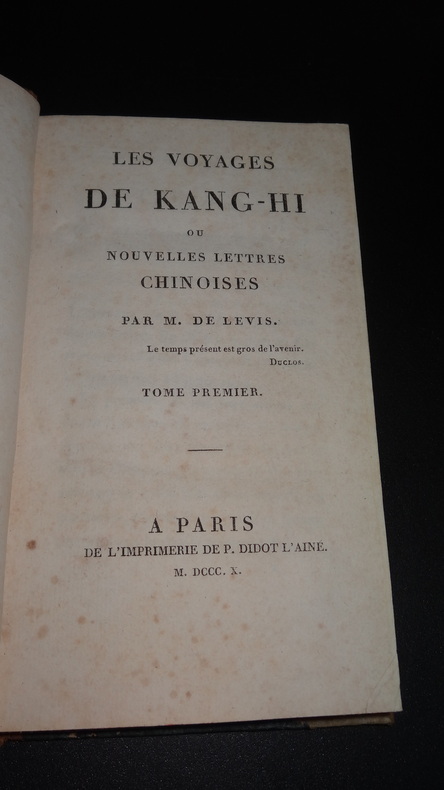 LES VOYAGES
DE KANG-HI
OU
NOUVELLES LETTRES
CHINOISES
PAR M. DE LEVIS.
Le temps présent est gros de l'avenir.
Duclos.
TOME PREMIER.
A PARIS
DE L'IMPRIMERIE DE P. DIDOT L'AINÉ.
M. DCCC. X.